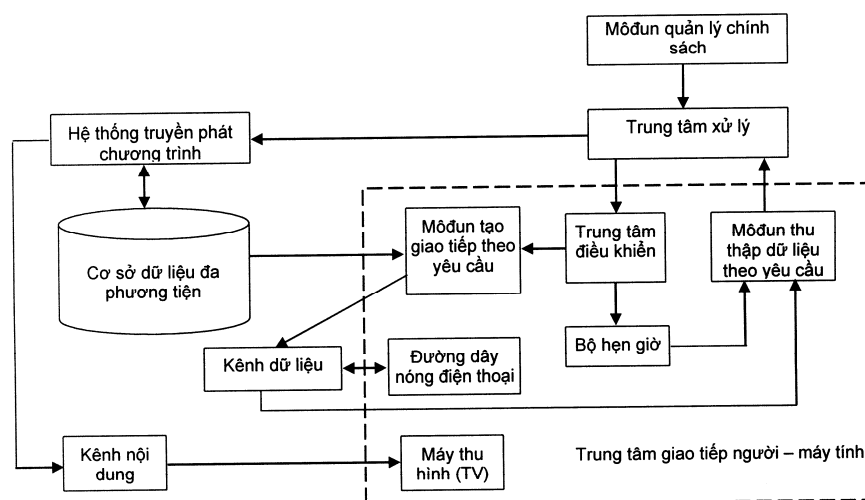 Môđun quản lý chính
sách
Hệ thống truyền phát
chương trình
Trung tâm xử lý
Môđun tạo
giao tiếp theo
yêu cầu
Trung tâm
điều khiển
Môđun thu
thập dữ liệu
theo yêu cầu
Cơ sở dữ liệu đa
phương tiện
Bộ hẹn giờ
Kênh dữ liệu
Đường dây
nóng điện thoại
Kênh nội
dung
Máy thu
hình (TV)
Trung tâm giao tiếp người – máy tính